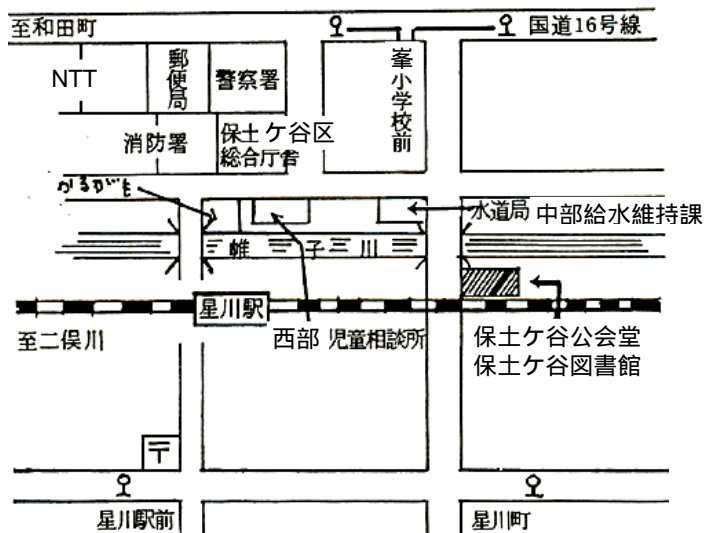 至和田町
国道16号線
NTT
郵便局
警察署
峯小学校前
消防署
保土ケ谷区
総合庁舎
かるがも
水道局 中部給水維持課
帷子川
星川駅
至二俣川
西部 児童相談所
保土ケ谷公会堂
保土ケ谷図書館
〒
星川駅前
星川町